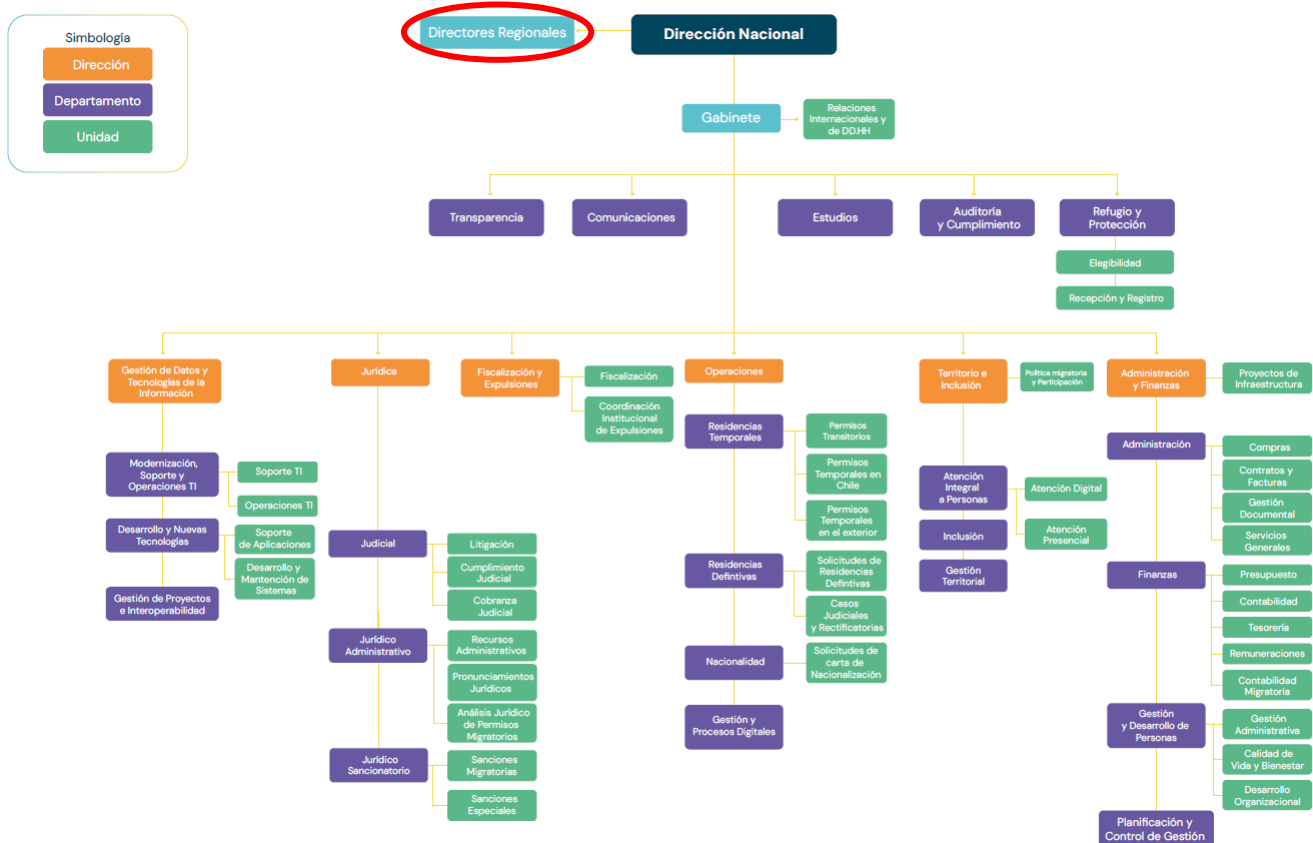 Simbología
Dirección
Departamento
Unidad
Directores Regionales
Dirección Nacional
Gabinete
Relaciones
Internacionales y
de DD.HH
Transparencia
Comunicaciones
Estudios
Auditoría
y Cumplimiento
Refugio y
Protección
Elegibilidad
Recepción y Registro
Gestión de Datos y
Tecnologías de la
Información
Modernización,
Soporte y
Operaciones TI
Soporte TI
Operaciones TI
Desarrollo y Nuevas
Tecnologías
Soporte
de Aplicaciones
Desarrollo y
Mantención de
Sistemas
Gestión de Proyectos
e Interoperabilidad
Jurídica
Judicial
Litigación
Cumplimiento
Judicial
Cobranza
Judicial
Jurídico
Administrativo
Recursos
Administrativos
Pronunciamientos
Jurídicos
Análisis Jurídico
de Permisos
Migratorios
Jurídico
Sancionatorio
Sanciones
Migratorias
Sanciones
Especiales
Fiscalización y
Expulsiones
Fiscalización
Coordinación
Institucional
de Expulsiones
Operaciones
Residencias
Temporales
Permisos
Transitorios
Permisos
Temporales en
Chile
Permisos
Temporales
en el exterior
Residencias
Defintivas
Solicitudes de
Residencias
Defintivas
Casos
Judiciales
y Rectificatorias
Nacionalidad
Solicitudes de
carta de
Nacionalización
Gestión y
Procesos Digitales
Territorio e
Inclusión
Política migratoria
y Participación
Atención
Integral
a Personas
Atención Digital
Atención
Presencial
Inclusión
Gestión
Territorial
Administración
y Finanzas
Proyectos de
Infraestructura
Administración
Compras
Contratos y
Facturas
Gestión
Documental
Servicios
Generales
Finanzas
Presupuesto
Contabilidad
Tesorería
Remuneraciones
Contabilidad
Migratoria
Gestión
y Desarrollo de
Personas
Gestión
Administrativa
Calidad de
Vida y Bienestar
Desarrollo
Organizacional
Planificación y
Control de Gestión